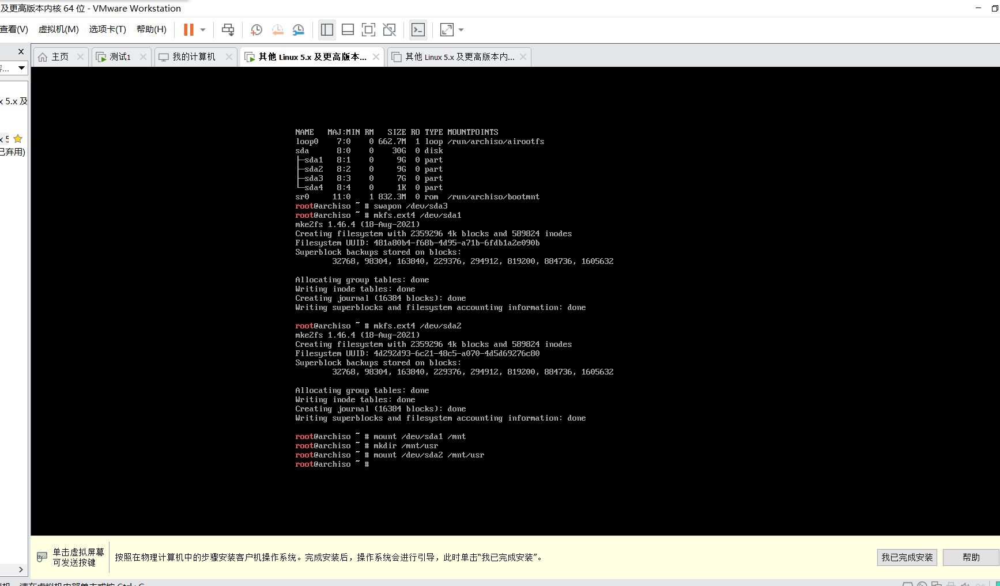 及更高版本内核 64 位 - VMware Workstation
查看(V) 虚拟机(M) 选项卡(T) 帮助(H)
主页 测试1 我的计算机 其他 Linux 5.x 及更高版本... 其他 Linux 5.x 及更高版本内...
x 5.x 及
x 5
已弃用)
NAME MAJ:MIN RM SIZE RO TYPE MOUNTPOINTS
loop0 7:0 0 662.7M 1 loop /run/archiso/airootfs
sda 8:0 0 30G 0 disk
├─sda1 8:1 0 9G 0 part
├─sda2 8:2 0 9G 0 part
├─sda3 8:3 0 7G 0 part
└─sda4 8:4 0 1K 0 part
sr0 11:0 1 832.3M 0 rom /run/archiso/bootmnt
root@archiso ~ # swapon /dev/sda3
root@archiso ~ # mkfs.ext4 /dev/sda1
mke2fs 1.46.4 (18-Aug-2021)
Creating filesystem with 2359296 4k blocks and 589824 inodes
Filesystem UUID: 481a80b4-f68b-4d95-a71b-6fdb1a2e090b
Superblock backups stored on blocks:
32768, 98304, 163840, 229376, 294912, 819200, 884736, 1605632
Allocating group tables: done
Writing inode tables: done
Creating journal (16384 blocks): done
Writing superblocks and filesystem accounting information: done
root@archiso ~ # mkfs.ext4 /dev/sda2
mke2fs 1.46.4 (18-Aug-2021)
Creating filesystem with 2359296 4k blocks and 589824 inodes
Filesystem UUID: 4d292d93-6c21-48c5-a070-4d5d69276c80
Superblock backups stored on blocks:
32768, 98304, 163840, 229376, 294912, 819200, 884736, 1605632
Allocating group tables: done
Writing inode tables: done
Creating journal (16384 blocks): done
Writing superblocks and filesystem accounting information: done
root@archiso ~ # mount /dev/sda1 /mnt
root@archiso ~ # mkdir /mnt/usr
root@archiso ~ # mount /dev/sda2 /mnt/usr
root@archiso ~ #
单击虚拟屏幕
可发送按键
按照在物理计算机中的步骤安装客户机操作系统。完成安装后，操作系统会进行引导，此时单击“我已完成安装”。
我已完成安装 帮助